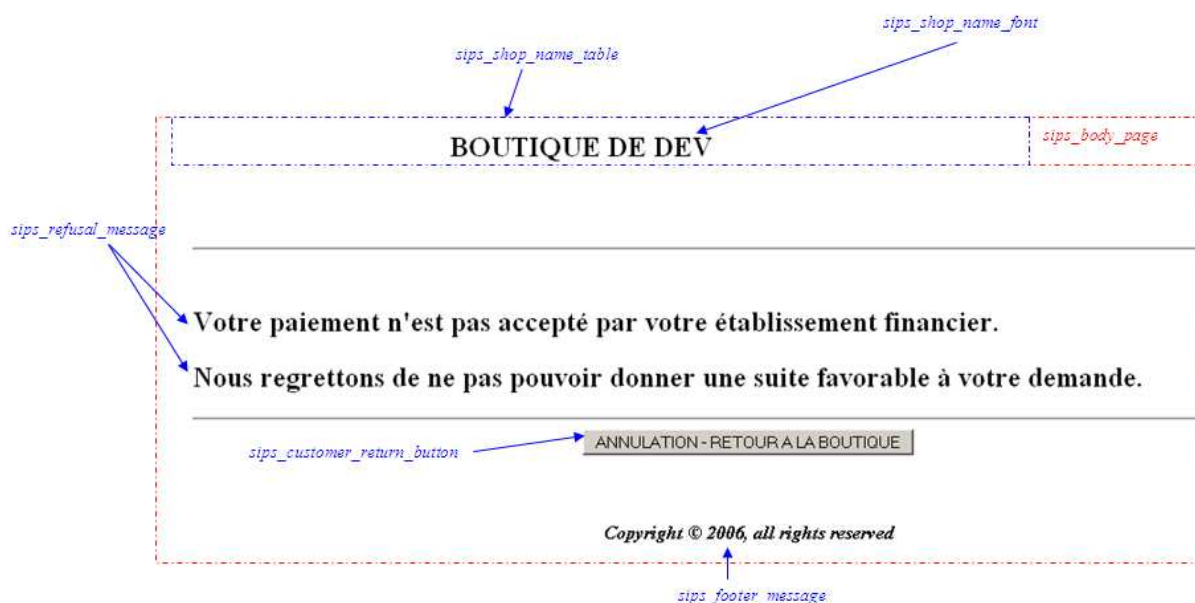 sips_shop_name_font
sips_shop_name_table
BOUTIQUE DE DEV
sips_body_page
sips_refusal_message
Votre paiement n'est pas accepté par votre établissement financier.
Nous regrettons de ne pas pouvoir donner une suite favorable à votre demande.
ANNULATION - RETOUR A LA BOUTIQUE
sips_customer_return_button
Copyright © 2006, all rights reserved
sips_footer_message